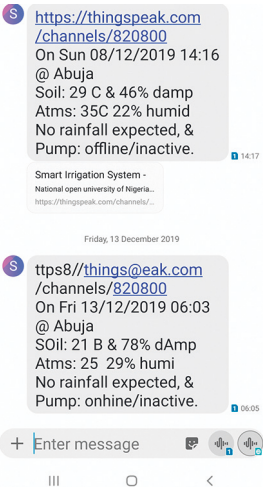 S
https://thingspeak.com
/channels/820800
On Sun 08/12/2019 14:16
@ Abuja
Soil: 29 C & 46% damp
Atms: 35C 22% humid
No rainfall expected, &
Pump: offline/inactive.
1 14:17
Smart Irrigation System -
National open university of Nigeria...
https://thingspeak.com/channels/...
Friday, 13 December 2019
S
ttps8//things@eak.com
/channels/820800
On Fri 13/12/2019 06:03
@ Abuja
SOil: 21 B & 78% dAmp
Atms: 25  29% humi
No rainfall expected, &
Pump: onhine/inactive.
1 06:05
Enter message
1